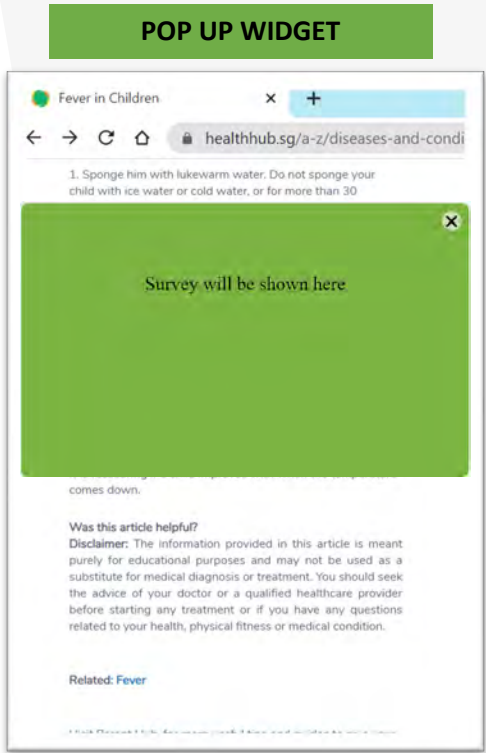 POP UP WIDGET
Fever in Children
healthhub.sg/a-z/diseases-and-condi
1. Sponge him with lukewarm water. Do not sponge your
child with ice water or cold water, or for more than 30
Survey will be shown here
comes down.
Was this article helpful?
Disclaimer: The information provided in this article is meant
purely for educational purposes and may not be used as a
substitute for medical diagnosis or treatment. You should seek
the advice of your doctor or a qualified healthcare provider
before starting any treatment or if you have any questions
related to your health, physical fitness or medical condition.
Related: Fever